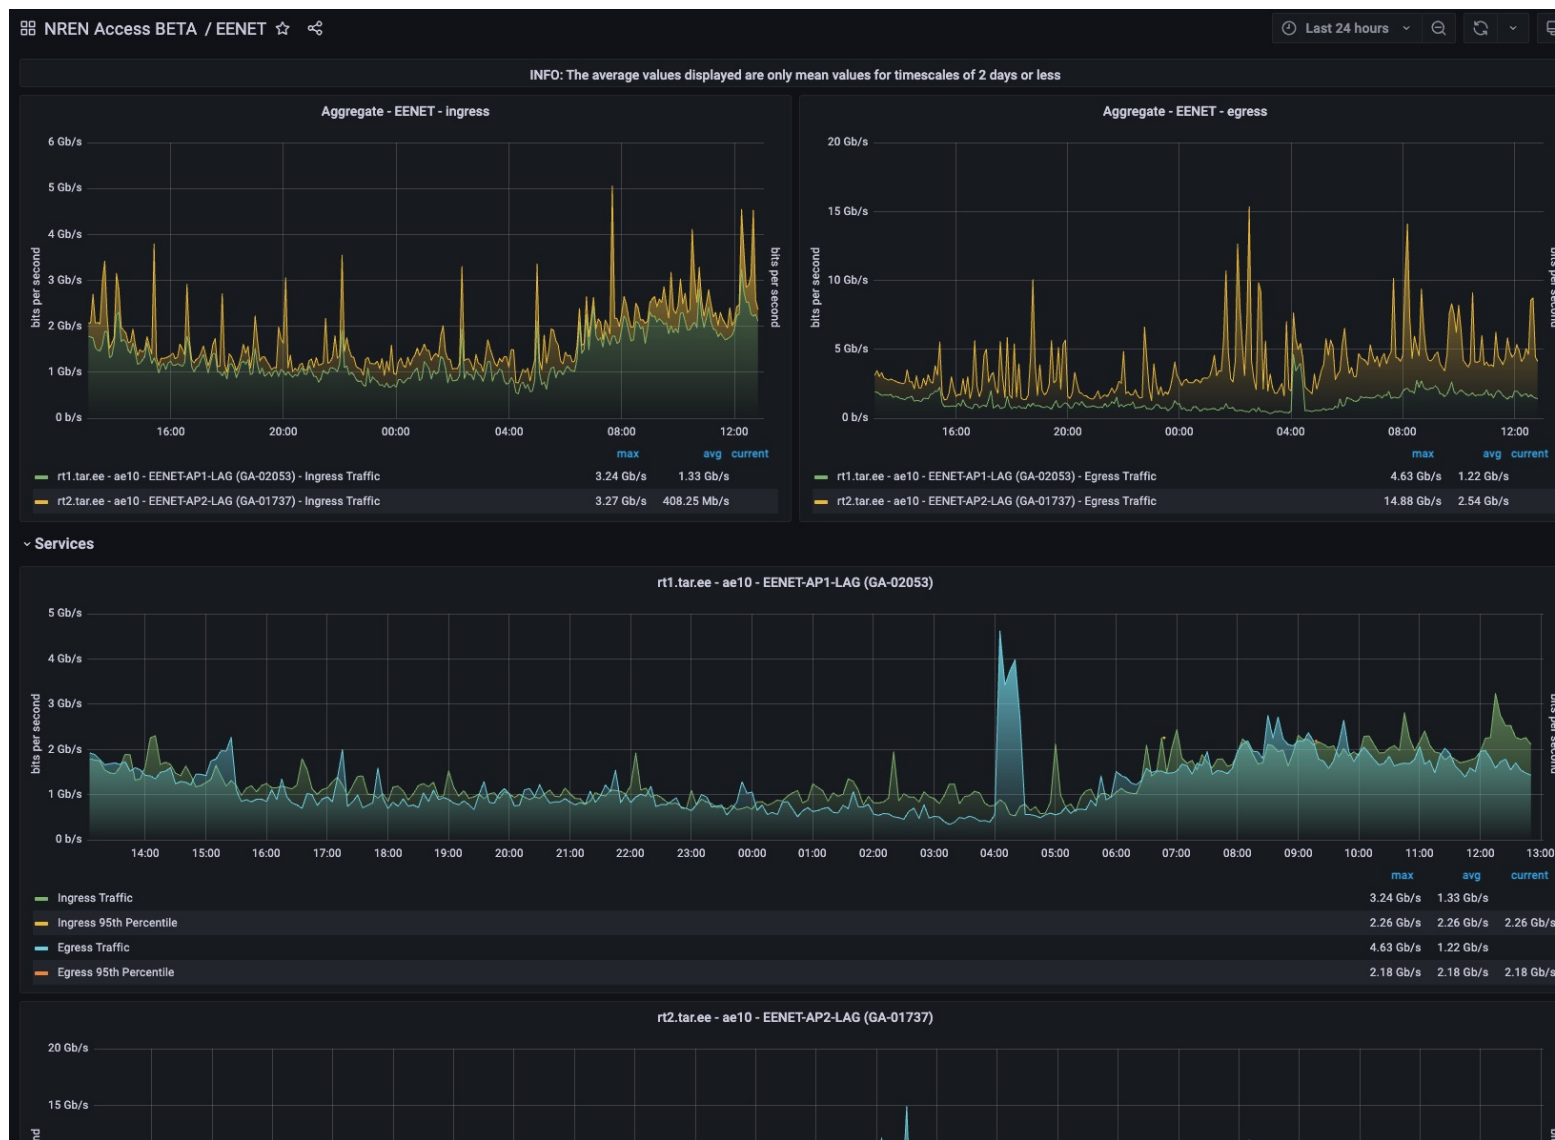 NREN Access BETA / EENET
Last 24 hours
INFO: The average values displayed are only mean values for timescales of 2 days or less
Aggregate - EENET - ingress
6 Gb/s
5 Gb/s
4 Gb/s
3 Gb/s
2 Gb/s
1 Gb/s
0 b/s
bits per second
bits per second
16:00 20:00 00:00 04:00 08:00 12:00
max avg current
rt1.tar.ee - ae10 - EENET-AP1-LAG (GA-02053) - Ingress Traffic 3.24 Gb/s 1.33 Gb/s
rt2.tar.ee - ae10 - EENET-AP2-LAG (GA-01737) - Ingress Traffic 3.27 Gb/s 408.25 Mb/s
Aggregate - EENET - egress
20 Gb/s
15 Gb/s
10 Gb/s
5 Gb/s
0 b/s
bits per second
bits per second
16:00 20:00 00:00 04:00 08:00 12:00
max avg current
rt1.tar.ee - ae10 - EENET-AP1-LAG (GA-02053) - Egress Traffic 4.63 Gb/s 1.22 Gb/s
rt2.tar.ee - ae10 - EENET-AP2-LAG (GA-01737) - Egress Traffic 14.88 Gb/s 2.54 Gb/s
Services
rt1.tar.ee - ae10 - EENET-AP1-LAG (GA-02053)
5 Gb/s
4 Gb/s
3 Gb/s
2 Gb/s
1 Gb/s
0 b/s
bits per second
bits per second
14:00 15:00 16:00 17:00 18:00 19:00 20:00 21:00 22:00 23:00 00:00 01:00 02:00 03:00 04:00 05:00 06:00 07:00 08:00 09:00 10:00 11:00 12:00 13:00
max avg current
Ingress Traffic 3.24 Gb/s 1.33 Gb/s
Ingress 95th Percentile 2.26 Gb/s 2.26 Gb/s 2.26 Gb/s
Egress Traffic 4.63 Gb/s 1.22 Gb/s
Egress 95th Percentile 2.18 Gb/s 2.18 Gb/s 2.18 Gb/s
rt2.tar.ee - ae10 - EENET-AP2-LAG (GA-01737)
20 Gb/s
15 Gb/s